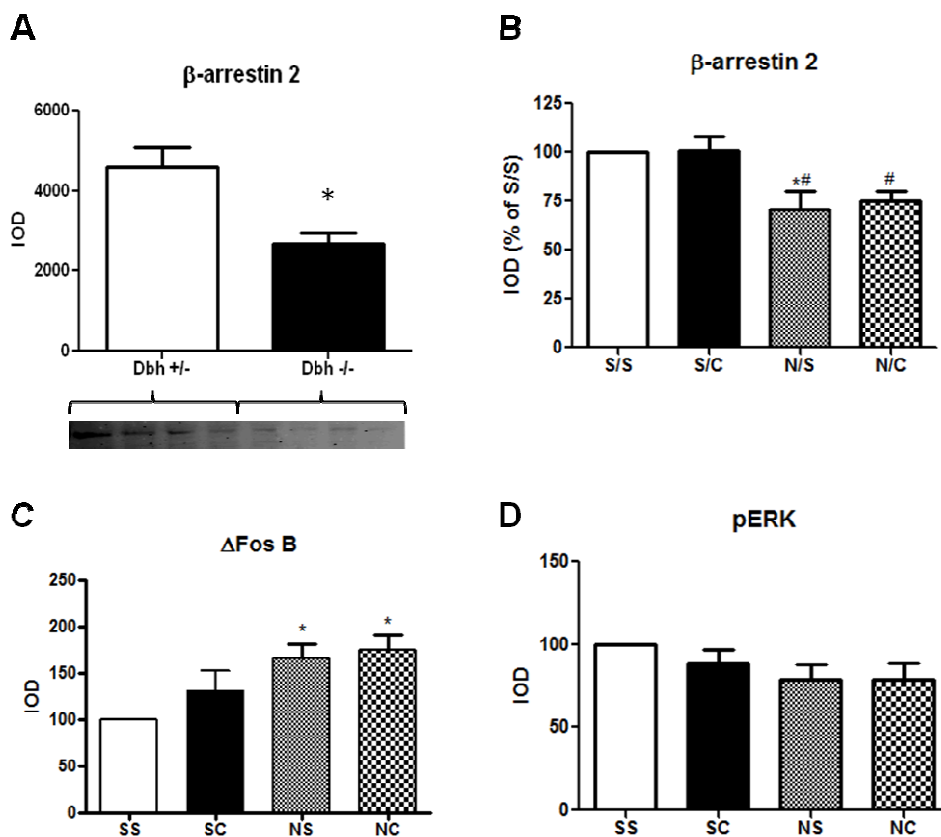 A
β-arrestin 2
6000
4000
2000
0
IOD
*
Dbh +/-
Dbh -/-
B
β-arrestin 2
125
100
75
50
25
0
IOD (% of S/S)
*#
#
S/S
S/C
N/S
N/C
C
ΔFos B
250
200
150
100
50
0
IOD
*
*
SS
SC
NS
NC
D
pERK
150
100
50
0
IOD
SS
SC
NS
NC